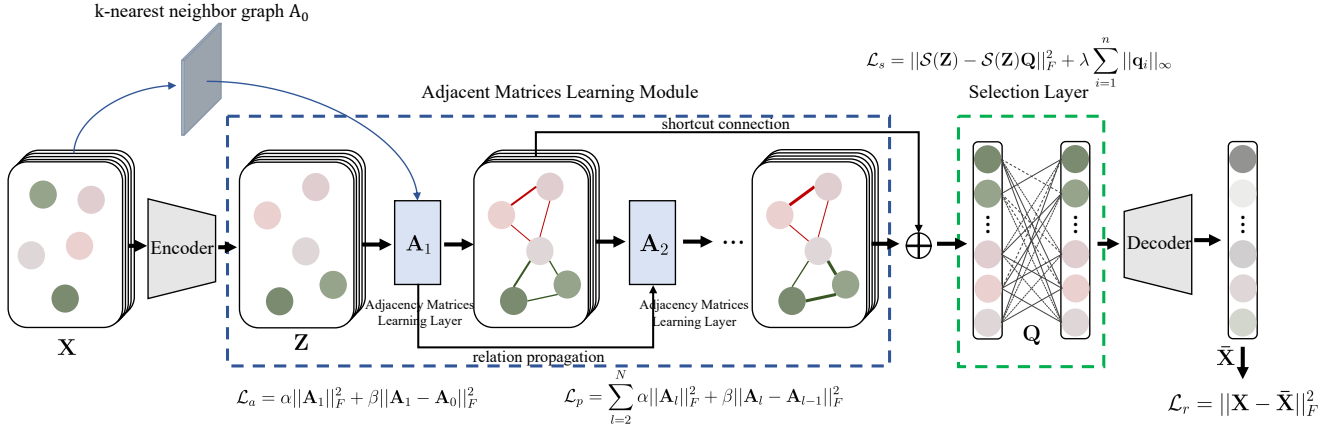 k-nearest neighbor graph A₀
Adjacent Matrices Learning Module
ℒₛ = ||𝒮(𝐙) − 𝒮(𝐙)𝐐||²_F + λ ∑ⁿᵢ₌₁ ||𝐪ᵢ||_∞
Selection Layer
shortcut connection
Encoder
𝐀₁
𝐀₂
...
Decoder
Adjacency Matrices
Learning Layer
Adjacency Matrices
Learning Layer
𝐗
𝐙
𝐐
relation propagation
𝐗̄
ℒₐ = α||𝐀₁||²_F + β||𝐀₁ − 𝐀₀||²_F
ℒₚ = ∑ᴺₗ₌₂ α||𝐀ₗ||²_F + β||𝐀ₗ − 𝐀ₗ₋₁||²_F
ℒᵣ = ||𝐗 − 𝐗̄||²_F